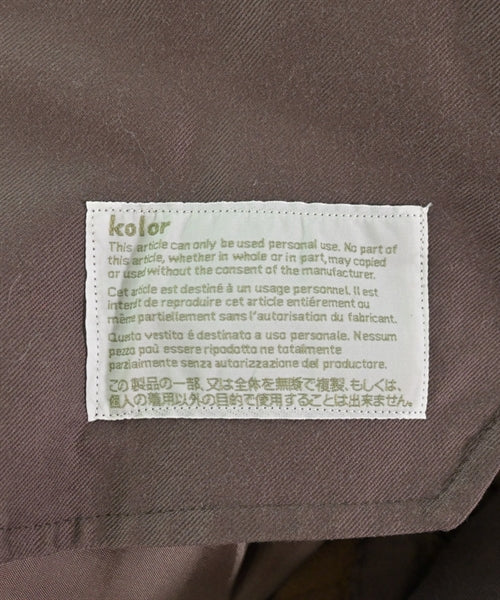 kolor
This article can only be used personal use. No part of
this article, whether in whole or in part, may copied
or used without the consent of the manufacturer.
Cet article est destiné à un usage personnel. Il est
interdit de reproduire cet article entiérement ou
même partiellement sans l'autorisation du fabricant.
Questo vestito é destinato a uso personale. Nessum
pezzo può essere ripodotto ne totalmente
parzialmente senza autorizzazione del produttore.
この製品の一部、又は全体を無断で複製、もしくは、
個人の着用以外の目的で使用することは出来ません。